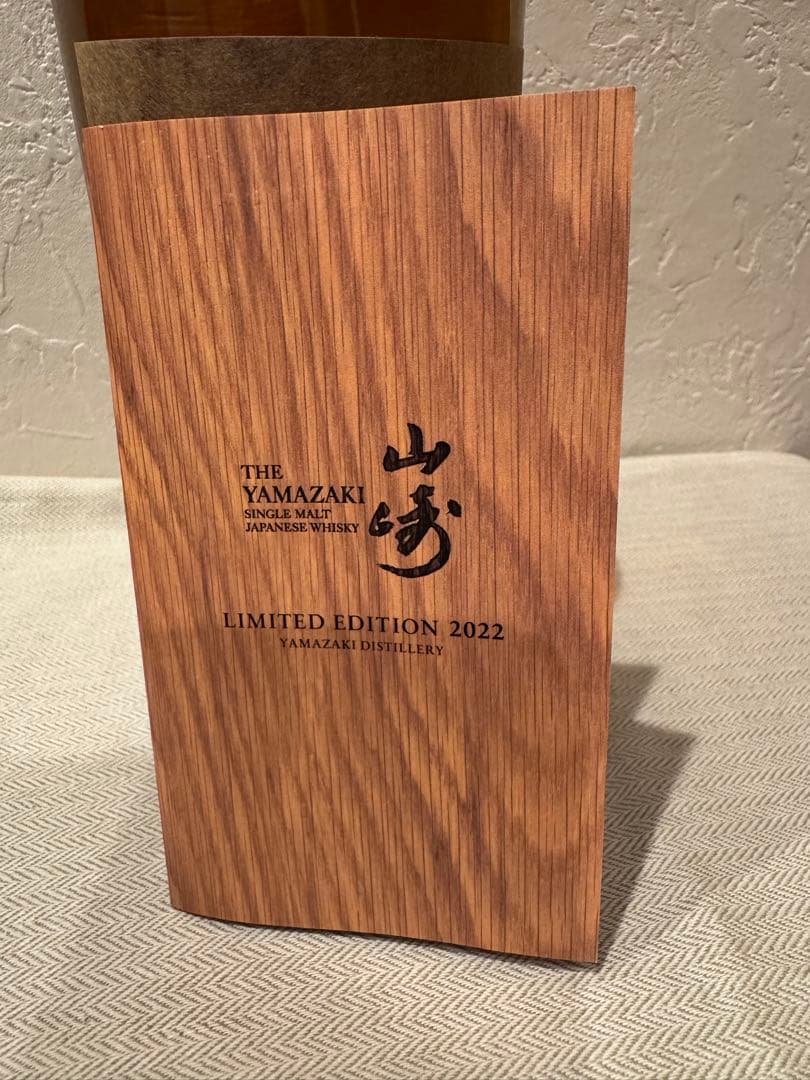 THE
YAMAZAKI
SINGLE MALT
JAPANESE WHISKY
山崎
LIMITED EDITION 2022
YAMAZAKI DISTILLERY